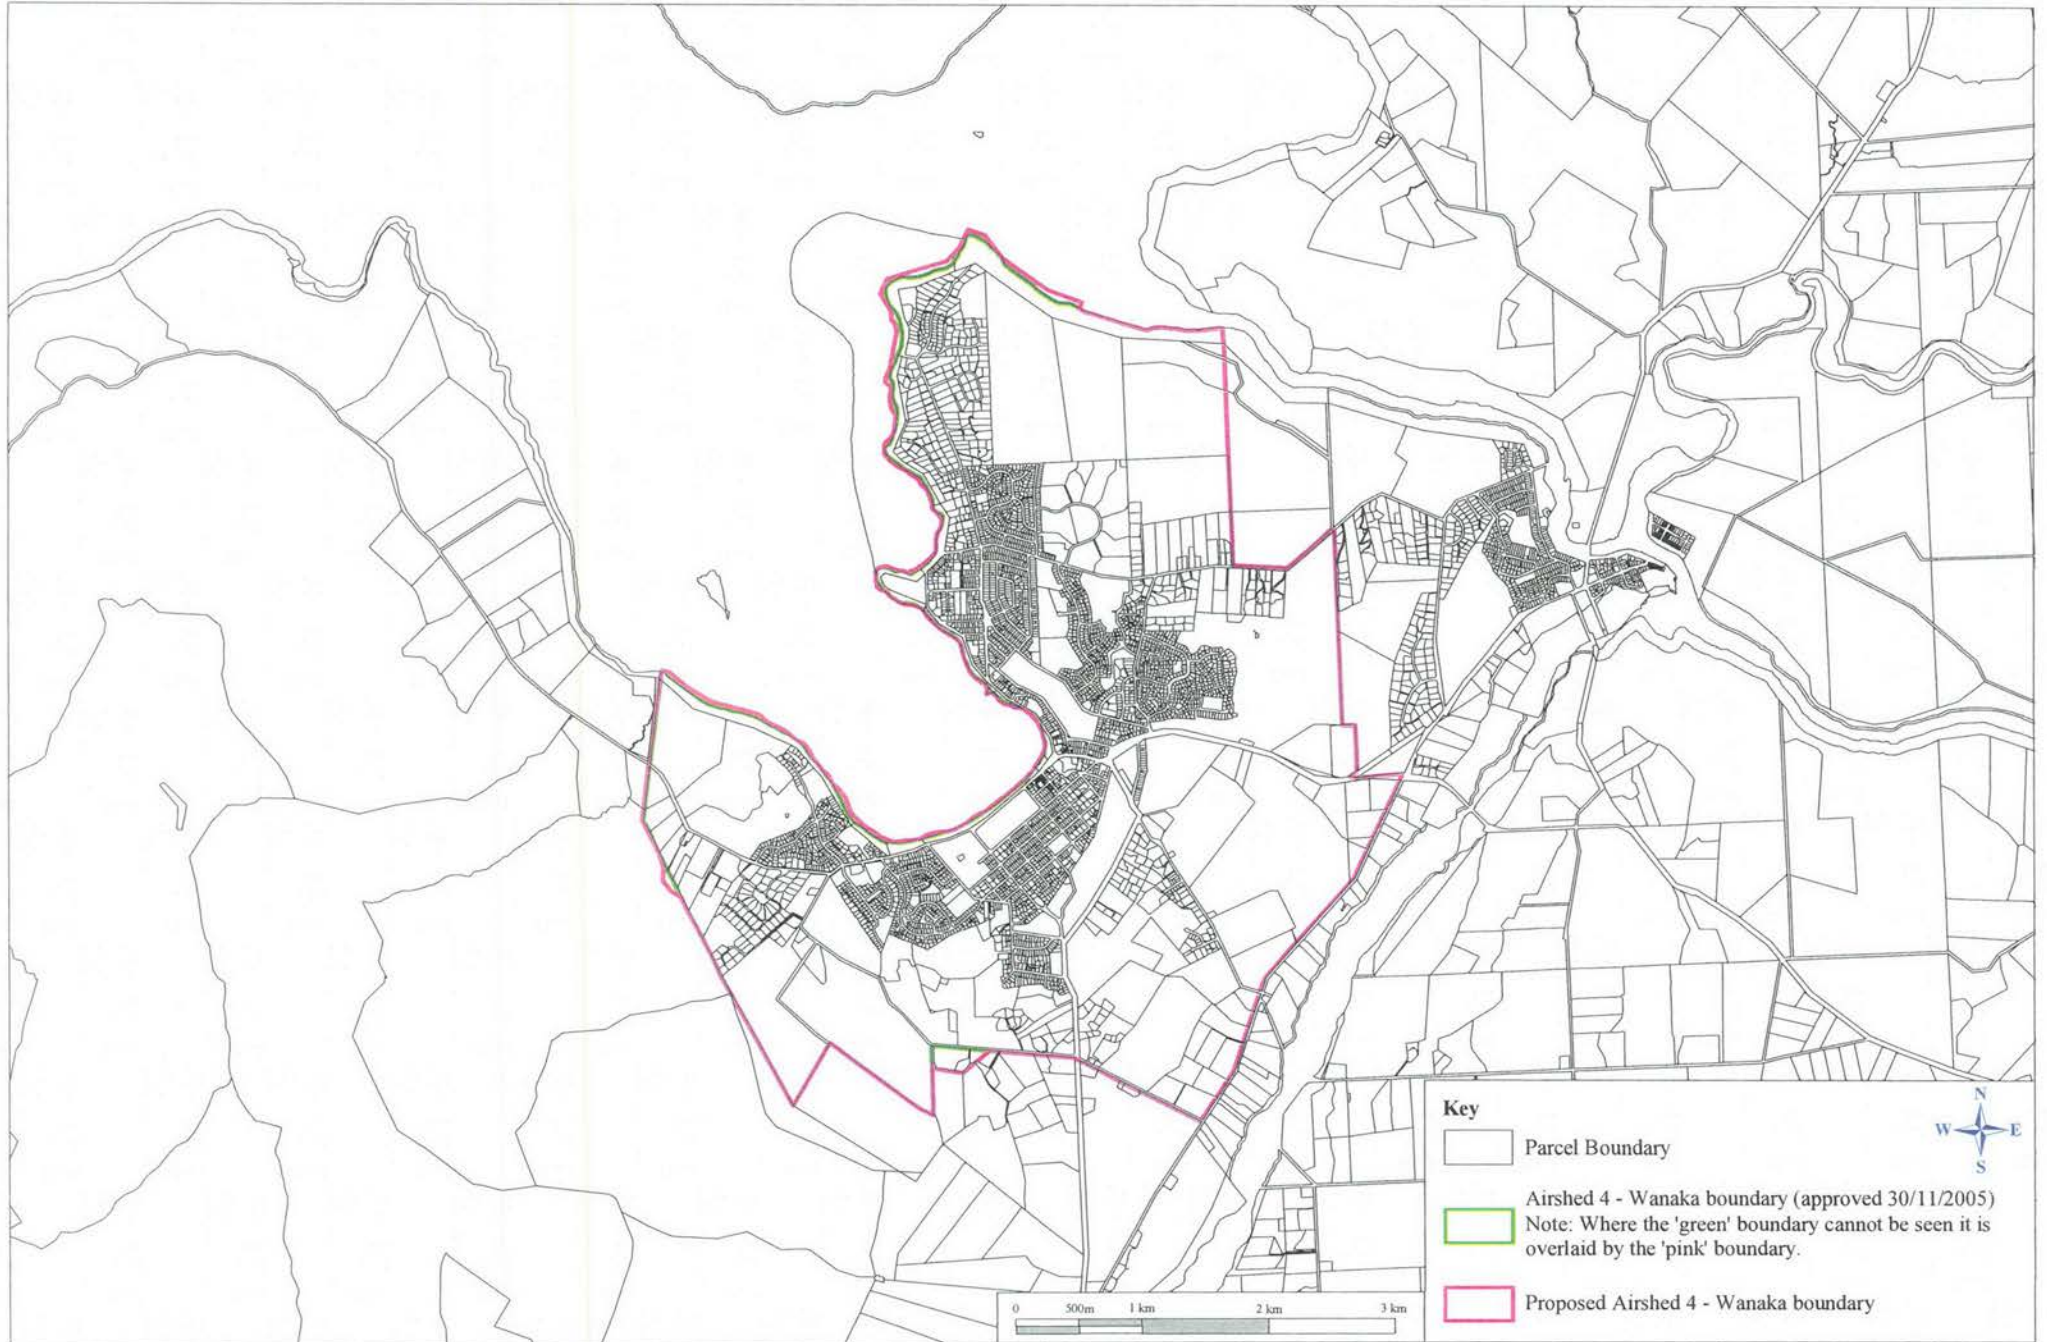 Key
N
W E
S
Parcel Boundary
Airshed 4 - Wanaka boundary (approved 30/11/2005)
Note: Where the 'green' boundary cannot be seen it is
overlaid by the 'pink' boundary.
Proposed Airshed 4 - Wanaka boundary
0 500m 1 km 2 km 3 km